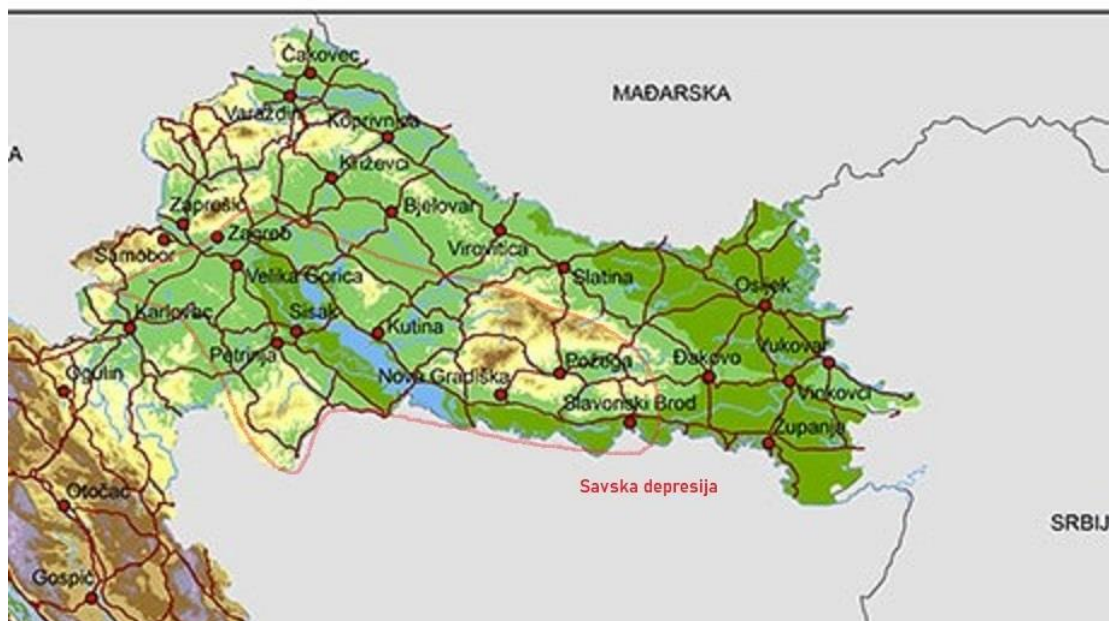 Čakovec
MAĐARSKA
Varaždin
Koprivnica
A
Križevci
Zaprešić
Bjelovar
Zagreb
Virovitica
Samobor
Velika Gorica
Slatina
Osijek
Karlovac
Sisak
Kutina
Petrinja
Požega
Đakovo
Vukovar
Ogulin
Nova Gradiška
Vinkovci
Slavonski Brod
Županja
Otočac
Savska depresija
SRBIJ
Gospić